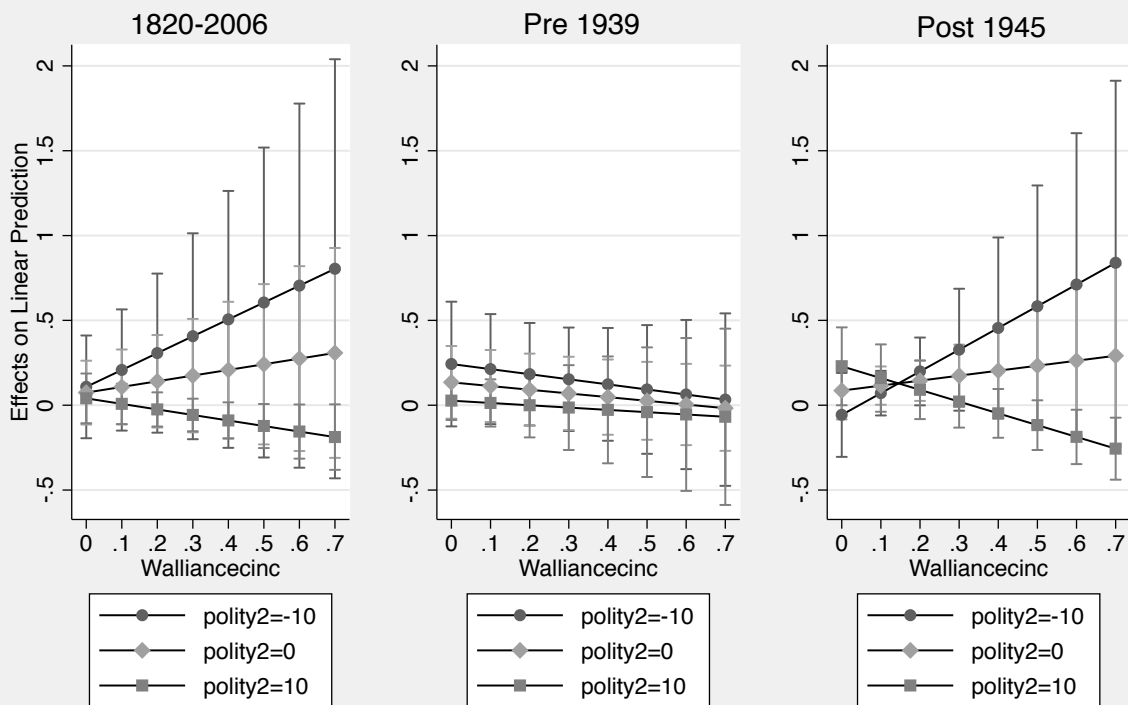 1820-2006
Pre 1939
Post 1945
Effects on Linear Prediction
2
1.5
1
.5
0
-.5
0 .1 .2 .3 .4 .5 .6 .7
Walliancecinc
polity2=-10
polity2=0
polity2=10
2
1.5
1
.5
0
-.5
0 .1 .2 .3 .4 .5 .6 .7
Walliancecinc
polity2=-10
polity2=0
polity2=10
2
1.5
1
.5
0
-.5
0 .1 .2 .3 .4 .5 .6 .7
Walliancecinc
polity2=-10
polity2=0
polity2=10